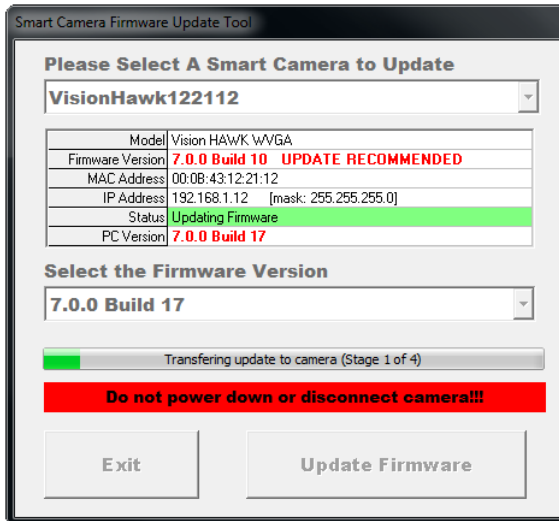 Smart Camera Firmware Update Tool
Please Select A Smart Camera to Update
VisionHawk122112
Model Vision HAWK WVGA
Firmware Version 7.0.0 Build 10 UPDATE RECOMMENDED
MAC Address 00:0B:43:12:21:12
IP Address 192.168.1.12 [mask: 255.255.255.0]
Status Updating Firmware
PC Version 7.0.0 Build 17
Select the Firmware Version
7.0.0 Build 17
Transfering update to camera (Stage 1 of 4)
Do not power down or disconnect camera!!!
Exit Update Firmware